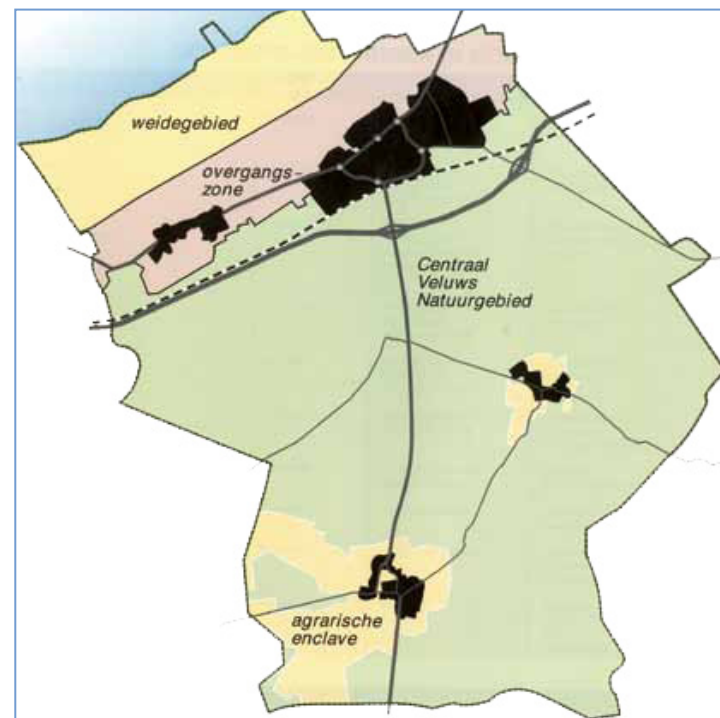 weidegebied
overgangs-
zone
Centraal
Veluws
Natuurgebied
agrarische
enclave